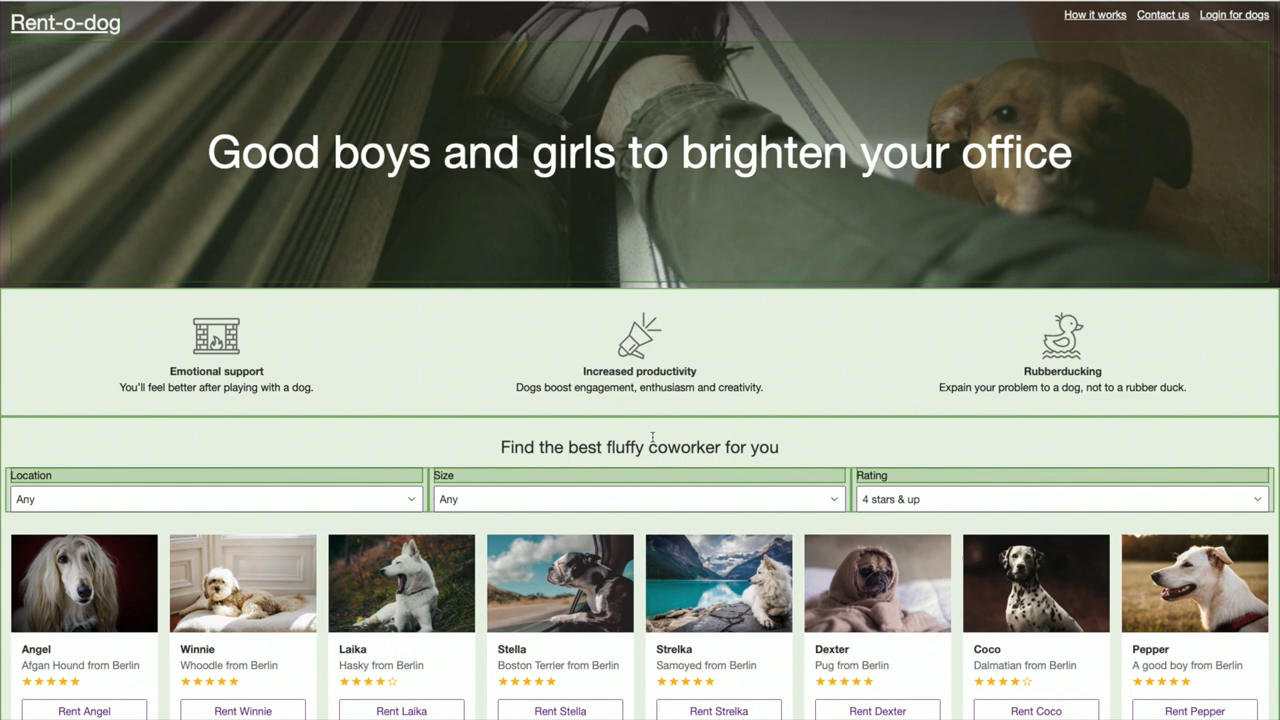 Rent-o-dog
How it works Contact us Login for dogs
Good boys and girls to brighten your office
Emotional support
You'll feel better after playing with a dog.
Increased productivity
Dogs boost engagement, enthusiasm and creativity.
Rubberducking
Expain your problem to a dog, not to a rubber duck.
Find the best fluffy coworker for you
Location
Any
Size
Any
Rating
4 stars & up
Angel
Afgan Hound from Berlin
★★★★★
Rent Angel
Winnie
Whoodle from Berlin
★★★★★
Rent Winnie
Laika
Hasky from Berlin
★★★★☆
Rent Laika
Stella
Boston Terrier from Berlin
★★★★★
Rent Stella
Strelka
Samoyed from Berlin
★★★★★
Rent Strelka
Dexter
Pug from Berlin
★★★★★
Rent Dexter
Coco
Dalmatian from Berlin
★★★★☆
Rent Coco
Pepper
A good boy from Berlin
★★★★★
Rent Pepper